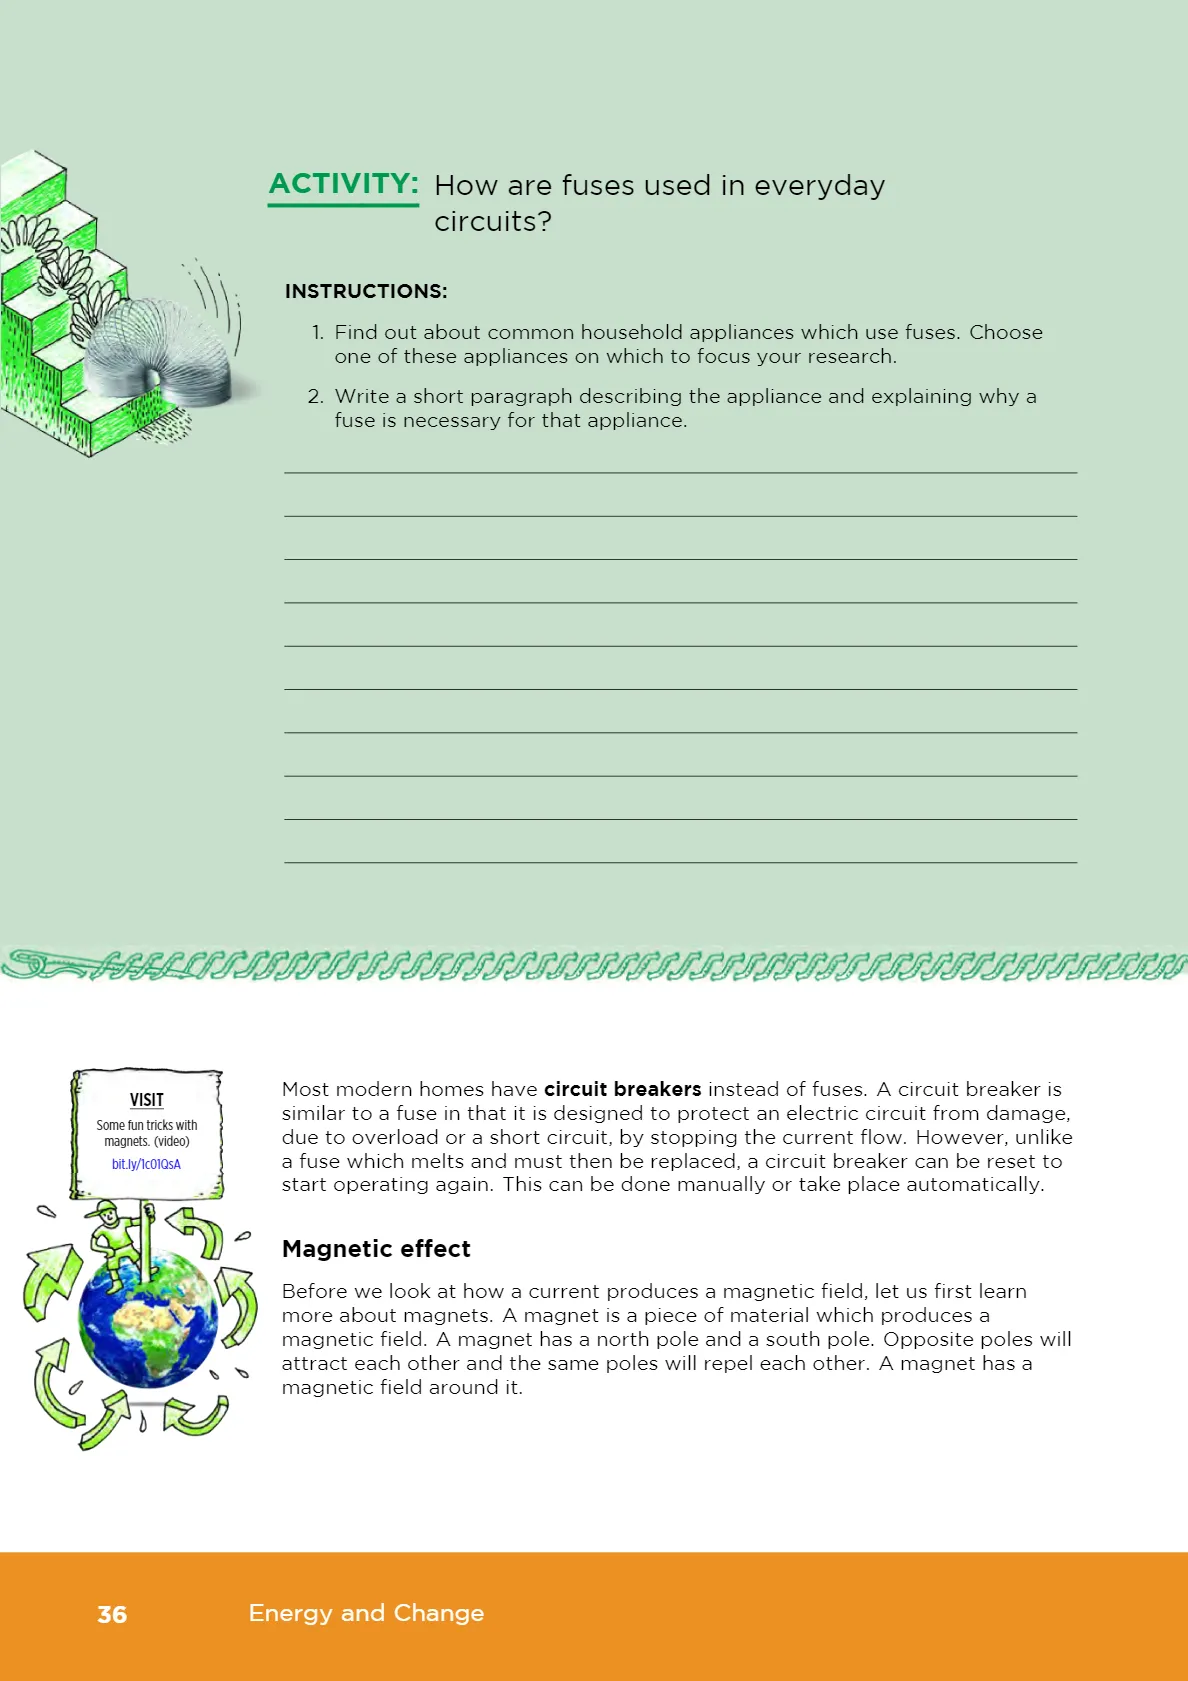 ACTIVITY: How are fuses used in everyday
circuits?
INSTRUCTIONS:
1. Find out about common household appliances which use fuses. Choose
one of these appliances on which to focus your research.
2. Write a short paragraph describing the appliance and explaining why a
fuse is necessary for that appliance.
VISIT
Some fun tricks with
magnets. (video)
bit.ly/1c01QsA
Most modern homes have circuit breakers instead of fuses. A circuit breaker is
similar to a fuse in that it is designed to protect an electric circuit from damage,
due to overload or a short circuit, by stopping the current flow. However, unlike
a fuse which melts and must then be replaced, a circuit breaker can be reset to
start operating again. This can be done manually or take place automatically.
Magnetic effect
Before we look at how a current produces a magnetic field, let us first learn
more about magnets. A magnet is a piece of material which produces a
magnetic field. A magnet has a north pole and a south pole. Opposite poles will
attract each other and the same poles will repel each other. A magnet has a
magnetic field around it.
36 Energy and Change